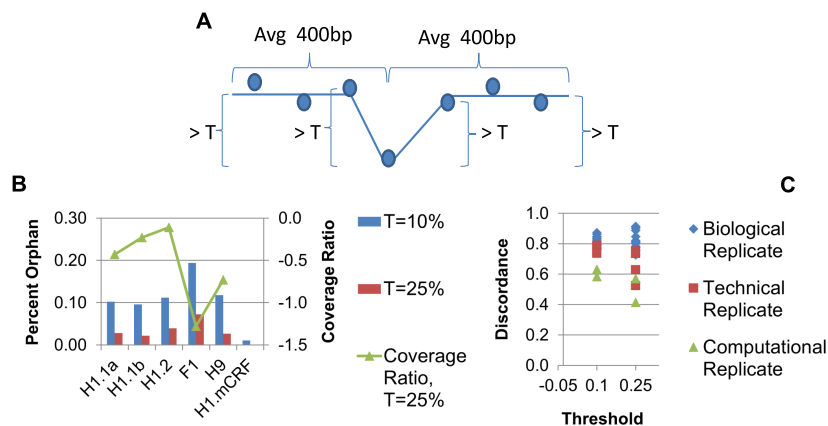 A
Avg 400bp
Avg 400bp
> T
> T
> T
> T
B
Percent Orphan
0.30
0.20
0.10
0.00
H1.1a
H1.1b
H1.2
F1
H9
H1.mCRF
0.0
-0.5
-1.0
-1.5
Coverage Ratio
T=10%
T=25%
Coverage
Ratio,
T=25%
C
Discordance
1.0
0.8
0.6
0.4
0.2
0.0
-0.05
0.1
0.25
Threshold
Biological
Replicate
Technical
Replicate
Computational
Replicate